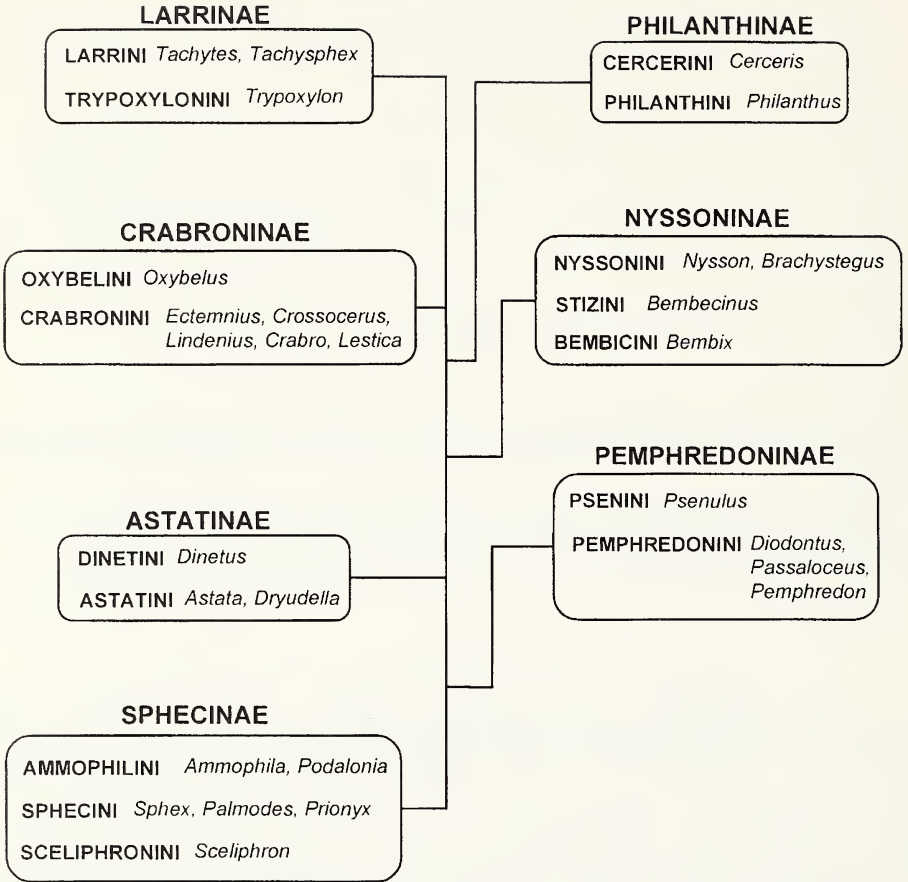 LARRINAE
LARRINI Tachytes, Tachysphex
TRYPOXYLONINI Trypoxylon
PHILANTHINAE
CERCERINI Cerceris
PHILANTHINI Philanthus
CRABRONINAE
OXYBELINI Oxybelus
CRABRONINI Ectemnius, Crossocerus,
Lindenius, Crabro, Lestica
NYSSONINAE
NYSSONINI Nysson, Brachystegus
STIZINI Bembecinus
BEMBICINI Bembix
PEMPHREDONINAE
PSENINI Psenulus
PEMPHREDONINI Diodontus,
Passaloceus,
Pemphredon
ASTATINAE
DINETINI Dinetus
ASTATINI Astata, Dryudella
SPHECINAE
AMMOPHILINI Ammophila, Podalonia
SPHECINI Sphex, Palmodes, Prionyx
SCELIPHRONINI Sceliphron